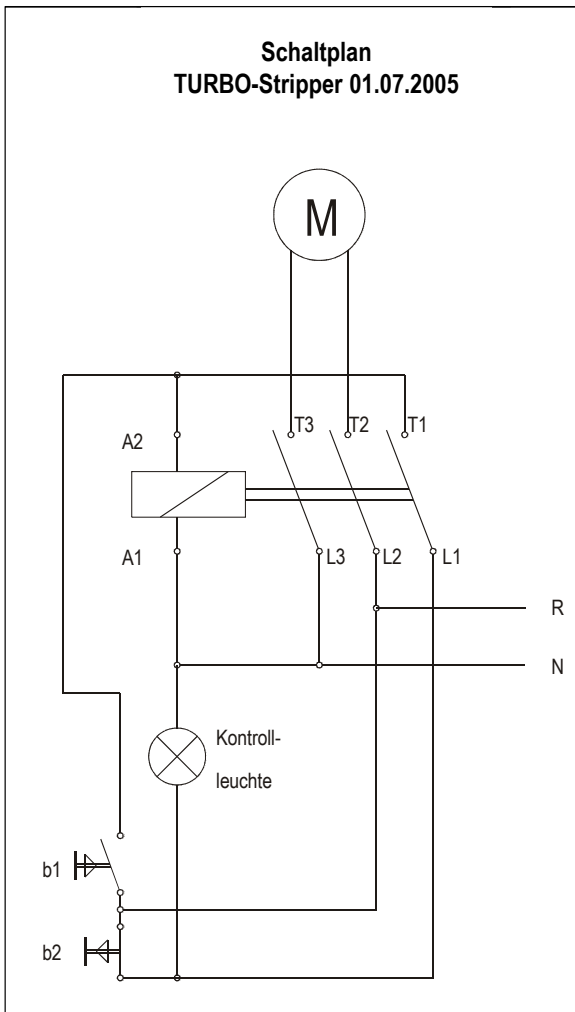 Schaltplan
TURBO-Stripper 01.07.2005
M
T3 T2 T1
A2
A1 L3 L2 L1
R
N
Kontroll-
leuchte
b1
b2